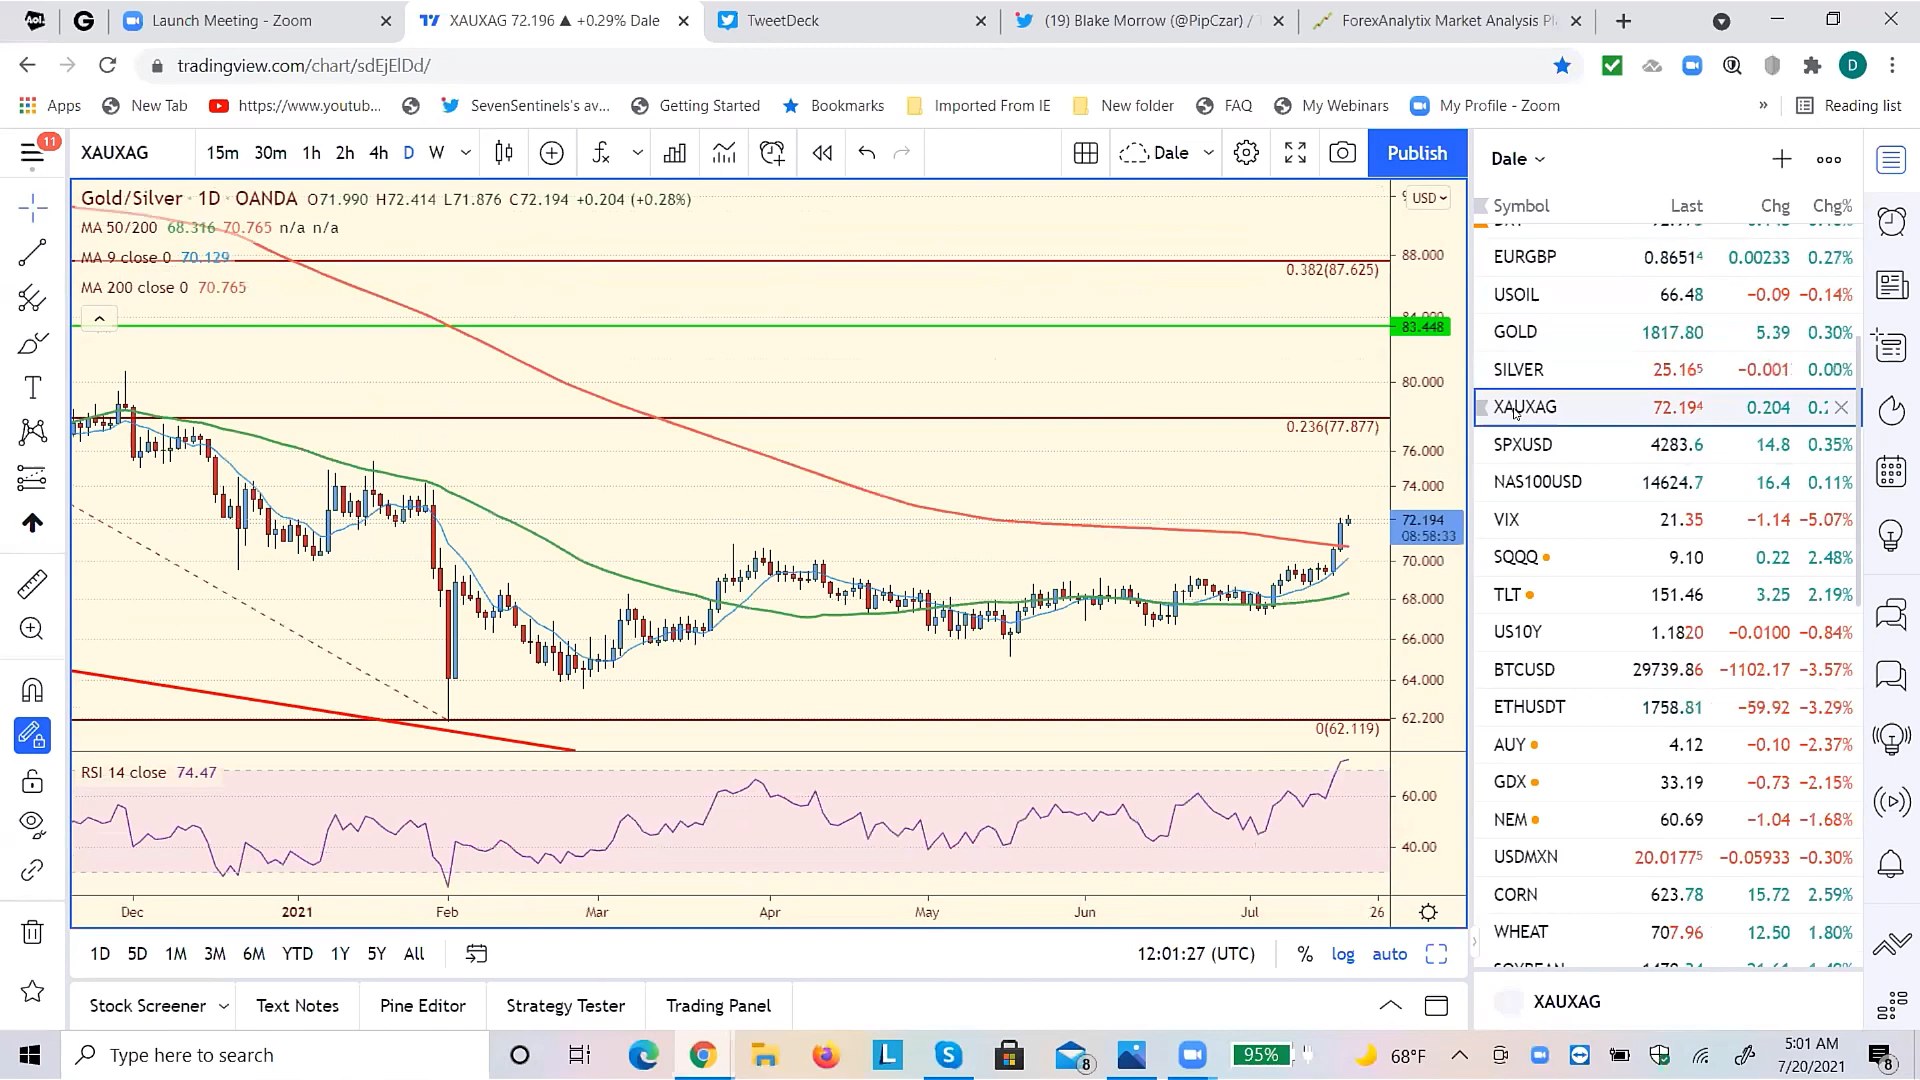 Launch Meeting - Zoom
XAUXAG 72.196 ▲ +0.29% Dale
TweetDeck
(19) Blake Morrow (@PipCzar) /
ForexAnalytix Market Analysis
tradingview.com/chart/sdEjElDd/
D
Apps
New Tab
https://www.youtub...
SevenSentinels's av...
Getting Started
Bookmarks
Imported From IE
New folder
FAQ
My Webinars
My Profile - Zoom
»
Reading list
11
XAUXAG
15m 30m 1h 2h 4h D W
Dale
Publish
Gold/Silver · 1D · OANDA O71.990 H72.414 L71.876 C72.194 +0.204 (+0.28%)
MA 50/200 68.316 70.765 n/a n/a
MA 9 close 0 70.129
MA 200 close 0 70.765
USD
0.382(87.625)
0.236(77.877)
0(62.119)
88.000
83.448
80.000
76.000
74.000
72.194
08:58:33
70.000
68.000
66.000
64.000
62.200
RSI 14 close 74.47
60.00
40.00
Dec 2021 Feb Mar Apr May Jun Jul 26
1D 5D 1M 3M 6M YTD 1Y 5Y All
12:01:27 (UTC) % log auto
Stock Screener Text Notes Pine Editor Strategy Tester Trading Panel
Dale
Symbol Last Chg Chg%
EURGBP 0.8651⁴ 0.00233 0.27%
USOIL 66.48 −0.09 −0.14%
GOLD 1817.80 5.39 0.30%
SILVER 25.16⁵ −0.001 0.00%
XAUXAG 72.19⁴ 0.204
SPXUSD 4283.6 14.8 0.35%
NAS100USD 14624.7 16.4 0.11%
VIX 21.35 −1.14 −5.07%
SQQQ 9.10 0.22 2.48%
TLT 151.46 3.25 2.19%
US10Y 1.1820 −0.0100 −0.84%
BTCUSD 29739.86 −1102.17 −3.57%
ETHUSDT 1758.81 −59.92 −3.29%
AUY 4.12 −0.10 −2.37%
GDX 33.19 −0.73 −2.15%
NEM 60.69 −1.04 −1.68%
USDMXN 20.0177⁵ −0.05933 −0.30%
CORN 623.78 15.72 2.59%
WHEAT 707.96 12.50 1.80%
XAUXAG
Type here to search
8
95%
68°F
5:01 AM
7/20/2021
8